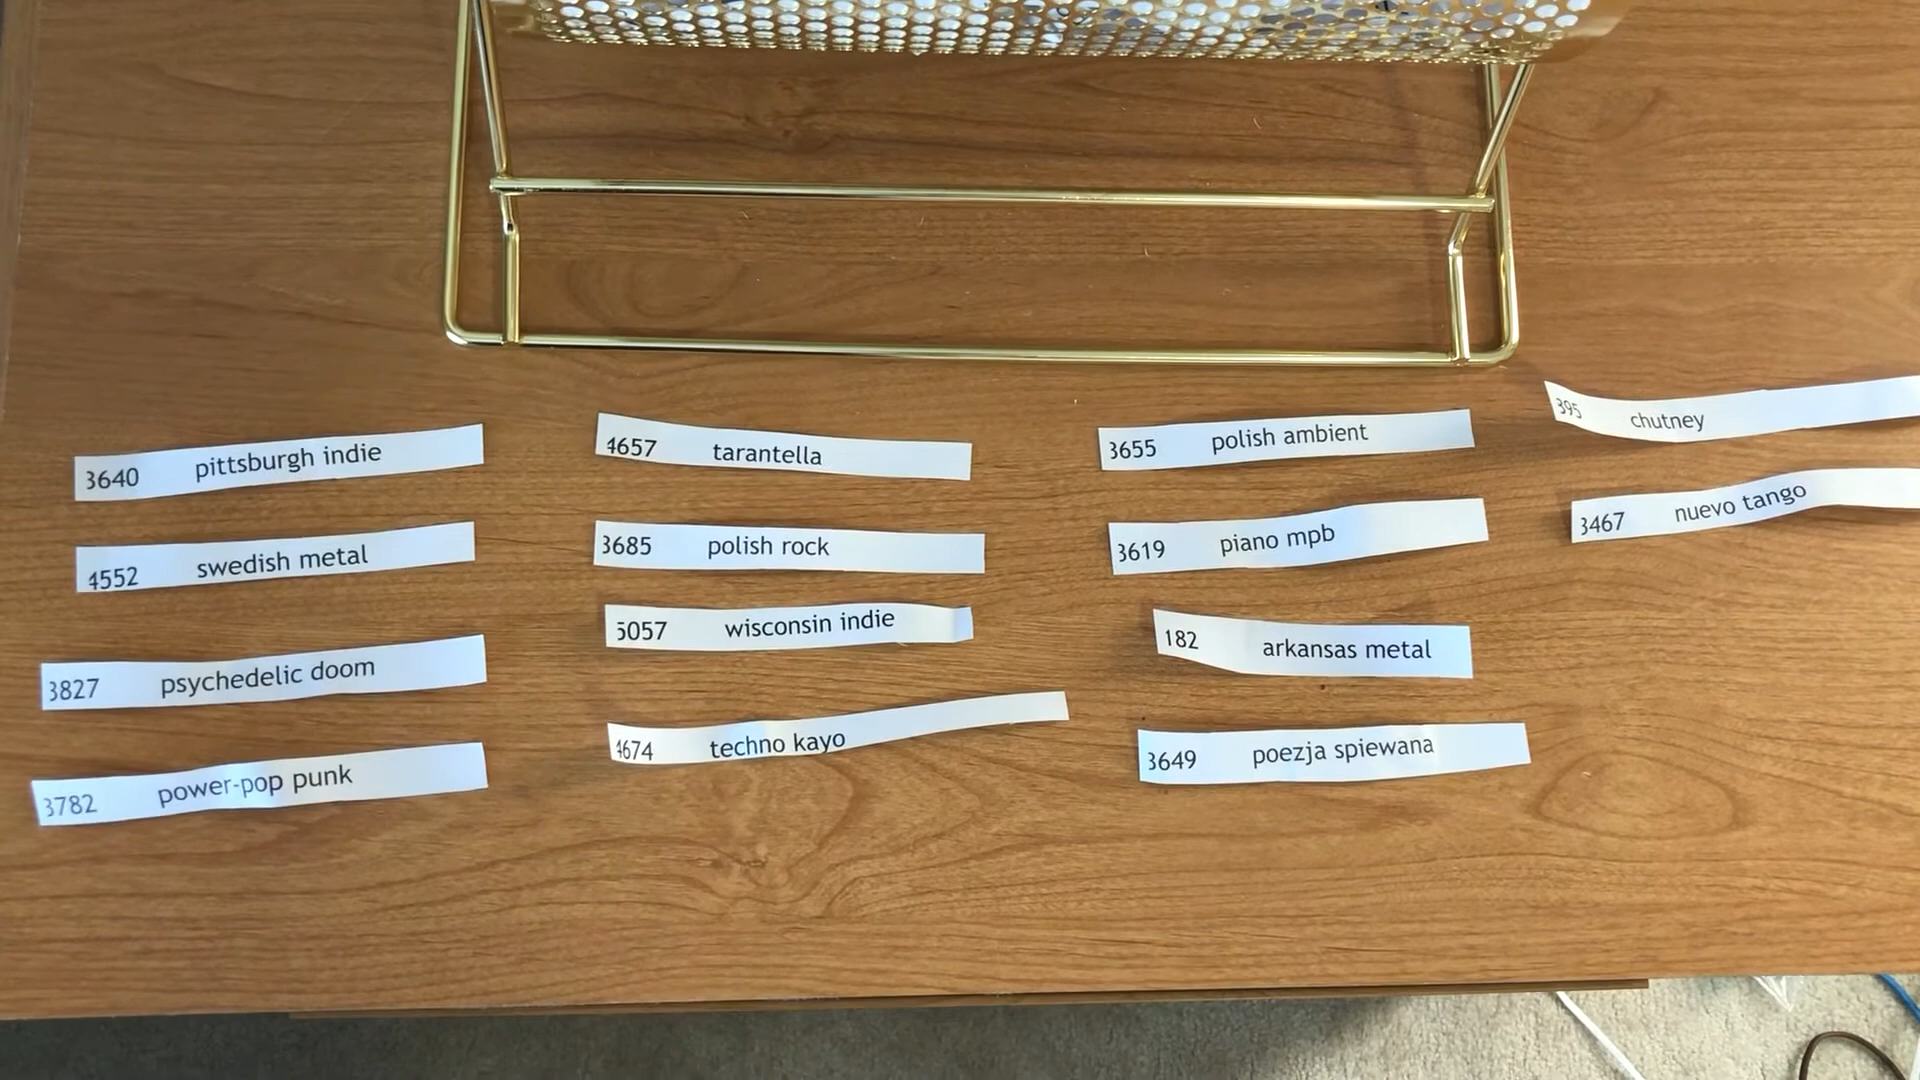 3640 pittsburgh indie
4552 swedish metal
3827 psychedelic doom
3782 power-pop punk
4657 tarantella
3685 polish rock
5057 wisconsin indie
4674 techno kayo
3655 polish ambient
3619 piano mpb
182 arkansas metal
3649 poezja spiewana
395 chutney
3467 nuevo tango